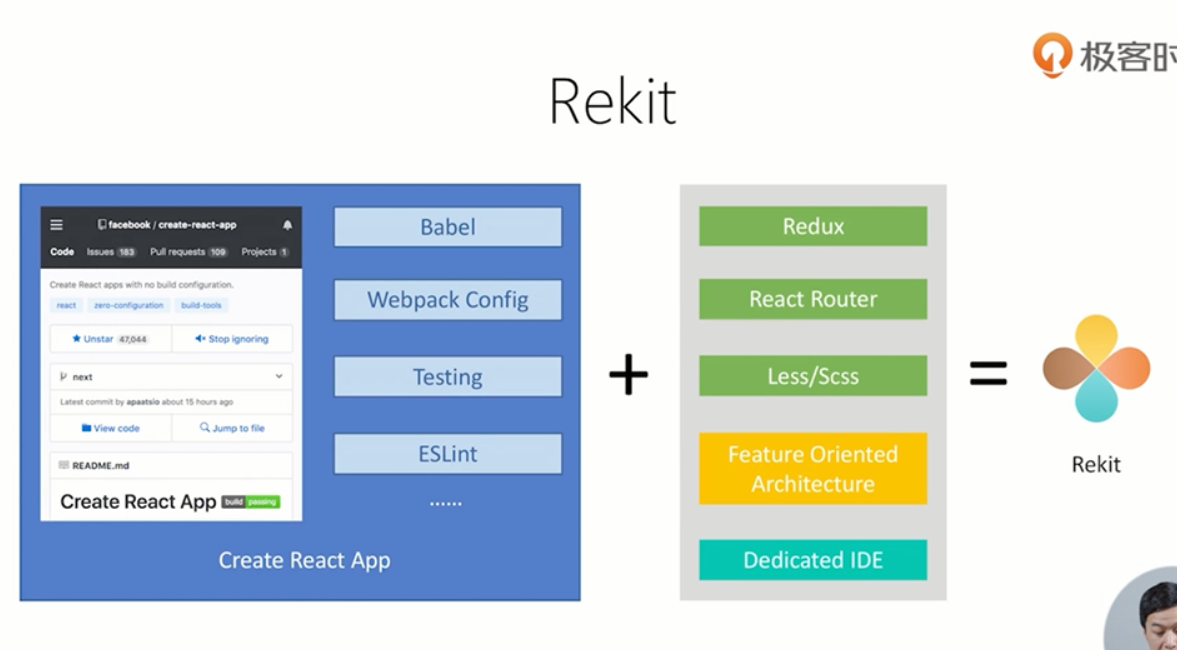 极客时
Rekit
facebook / create-react-app
Code Issues 183 Pull requests 109 Projects 1
Create React apps with no build configuration.
react zero-configuration build-tools
Unstar 47,044 Stop ignoring
next
Latest commit by apaatsio about 15 hours ago
View code Jump to file
README.md
Create React App build passing
Babel
Webpack Config
Testing
ESLint
......
Create React App
+
Redux
React Router
Less/Scss
Feature Oriented
Architecture
Dedicated IDE
=
Rekit